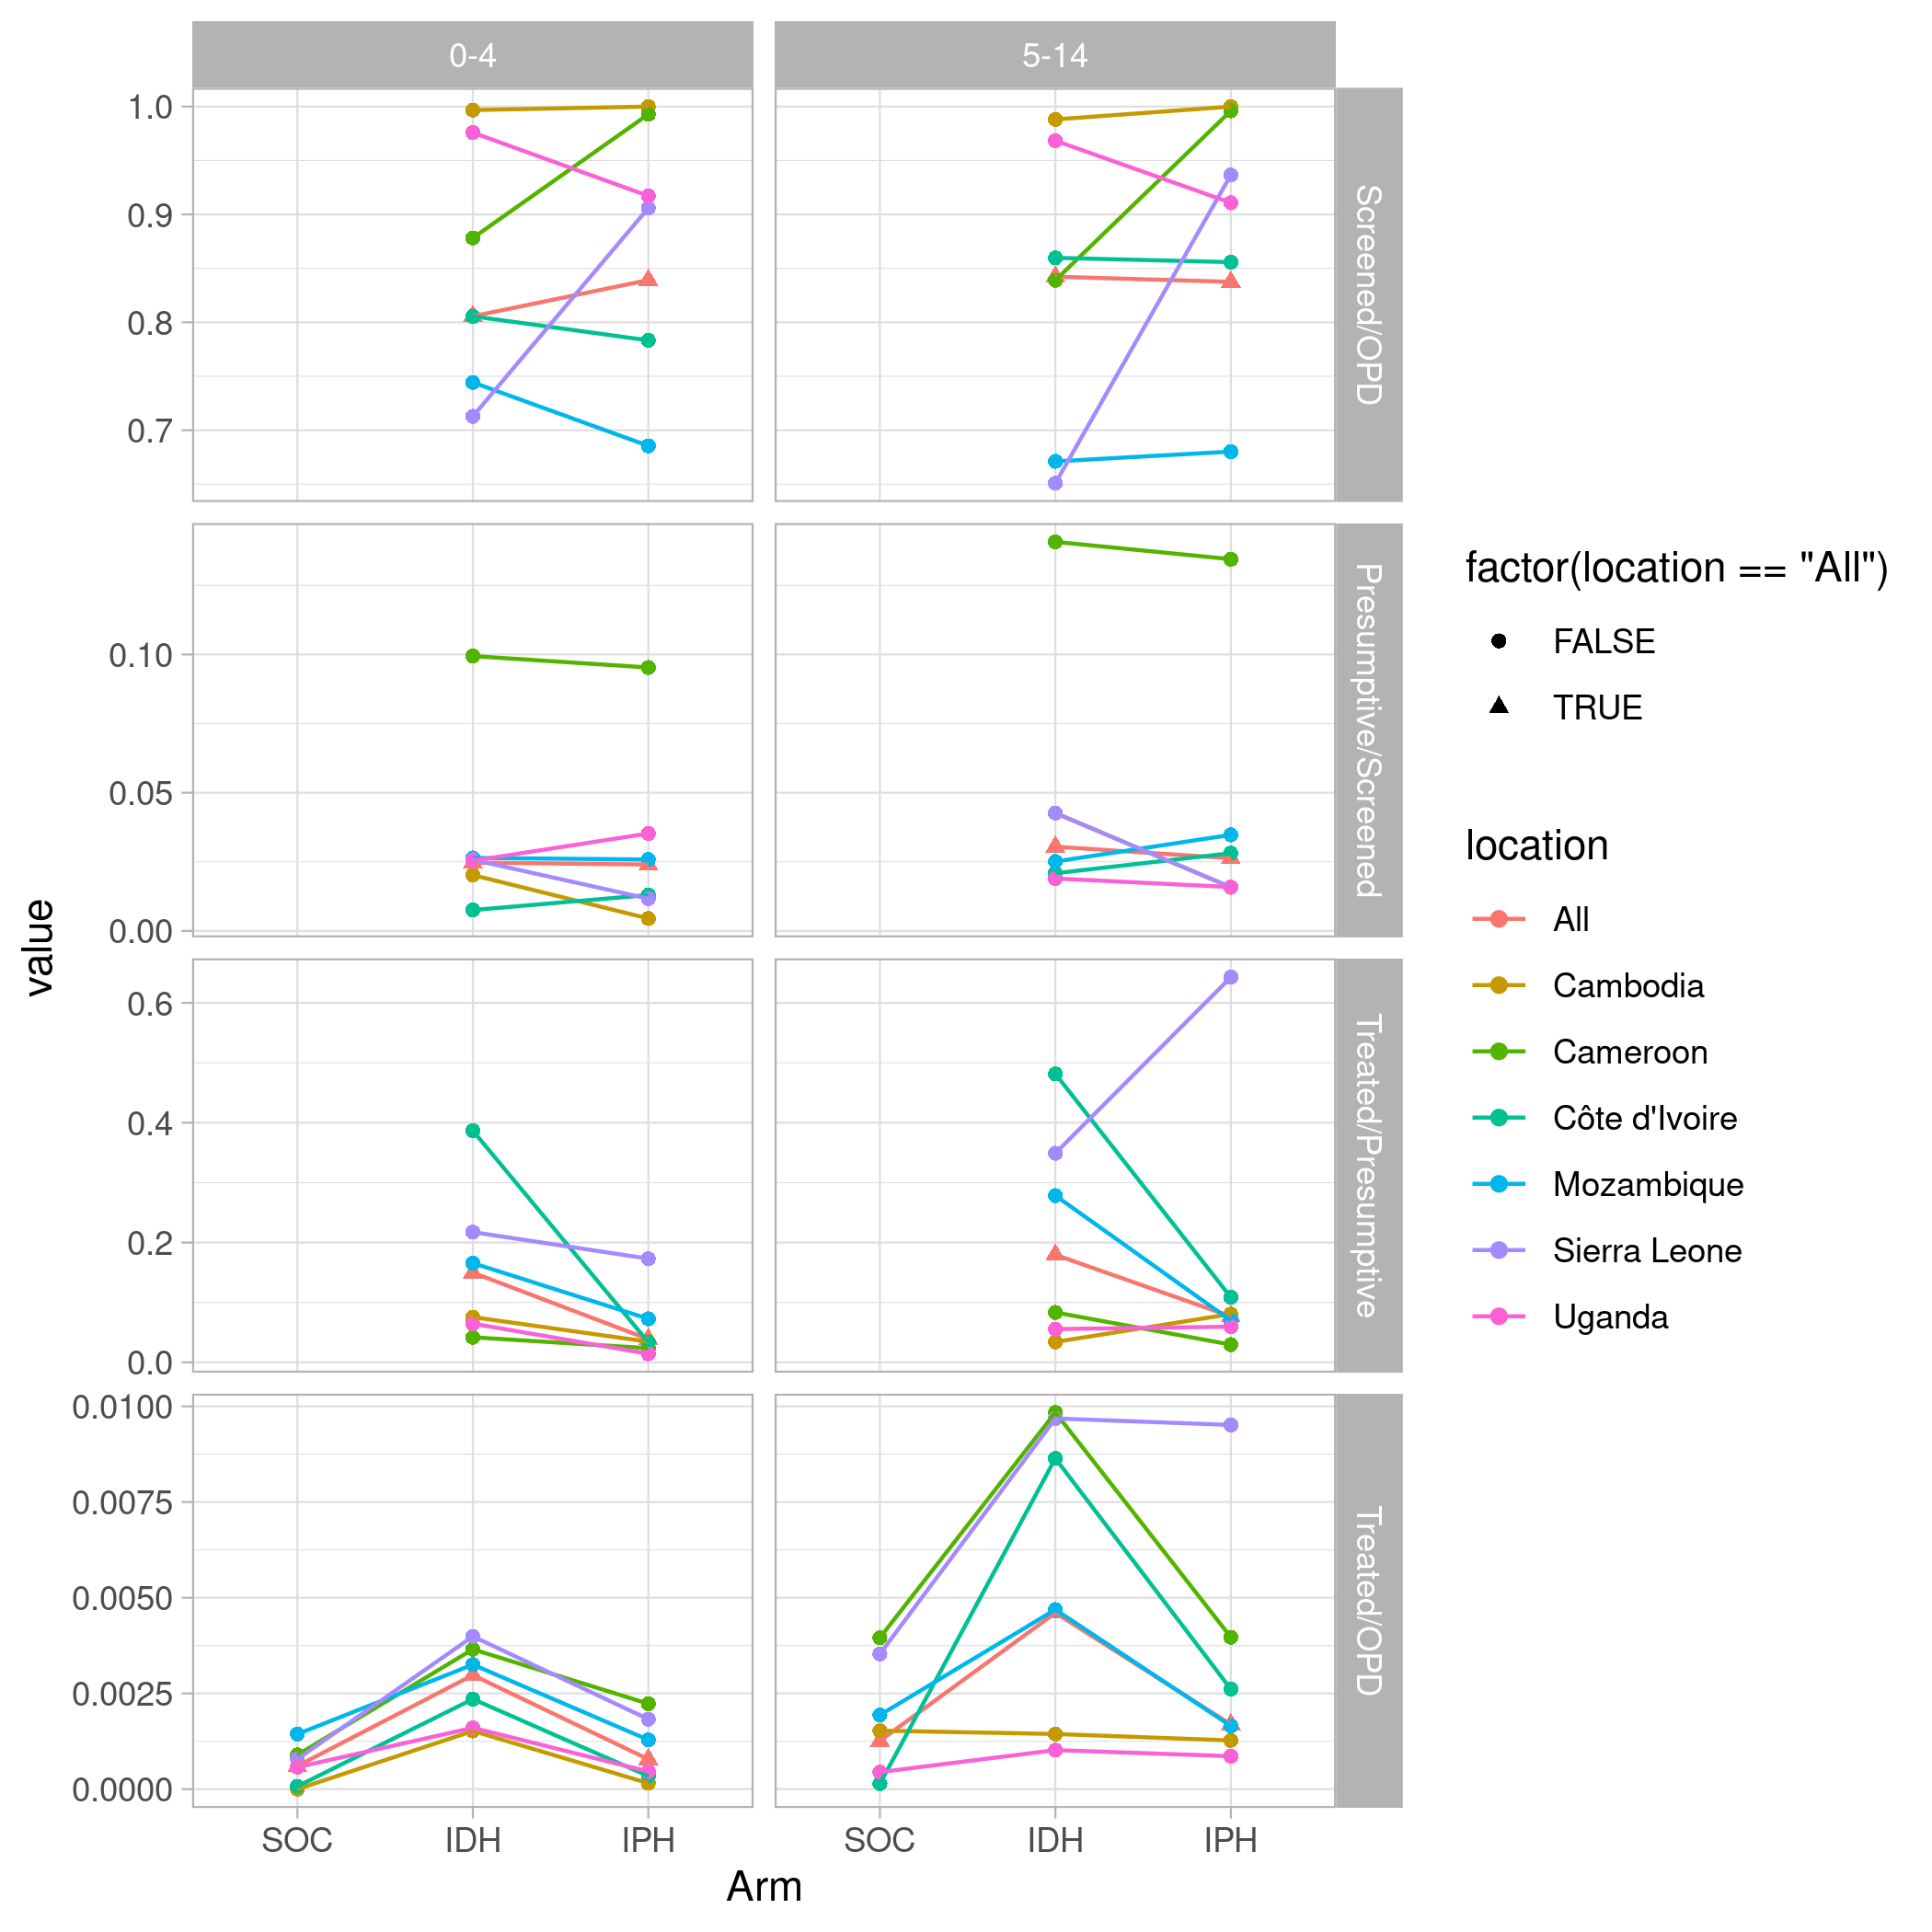 0-4
5-14
1.0
0.9
0.8
0.7
Screened/OPD
0.10
0.05
0.00
Presumptive/Screened
0.6
0.4
0.2
0.0
Treated/Presumptive
0.0100
0.0075
0.0050
0.0025
0.0000
Treated/OPD
SOC IDH IPH
SOC IDH IPH
Arm
value
factor(location == "All")
FALSE
TRUE
location
All
Cambodia
Cameroon
Côte d'Ivoire
Mozambique
Sierra Leone
Uganda